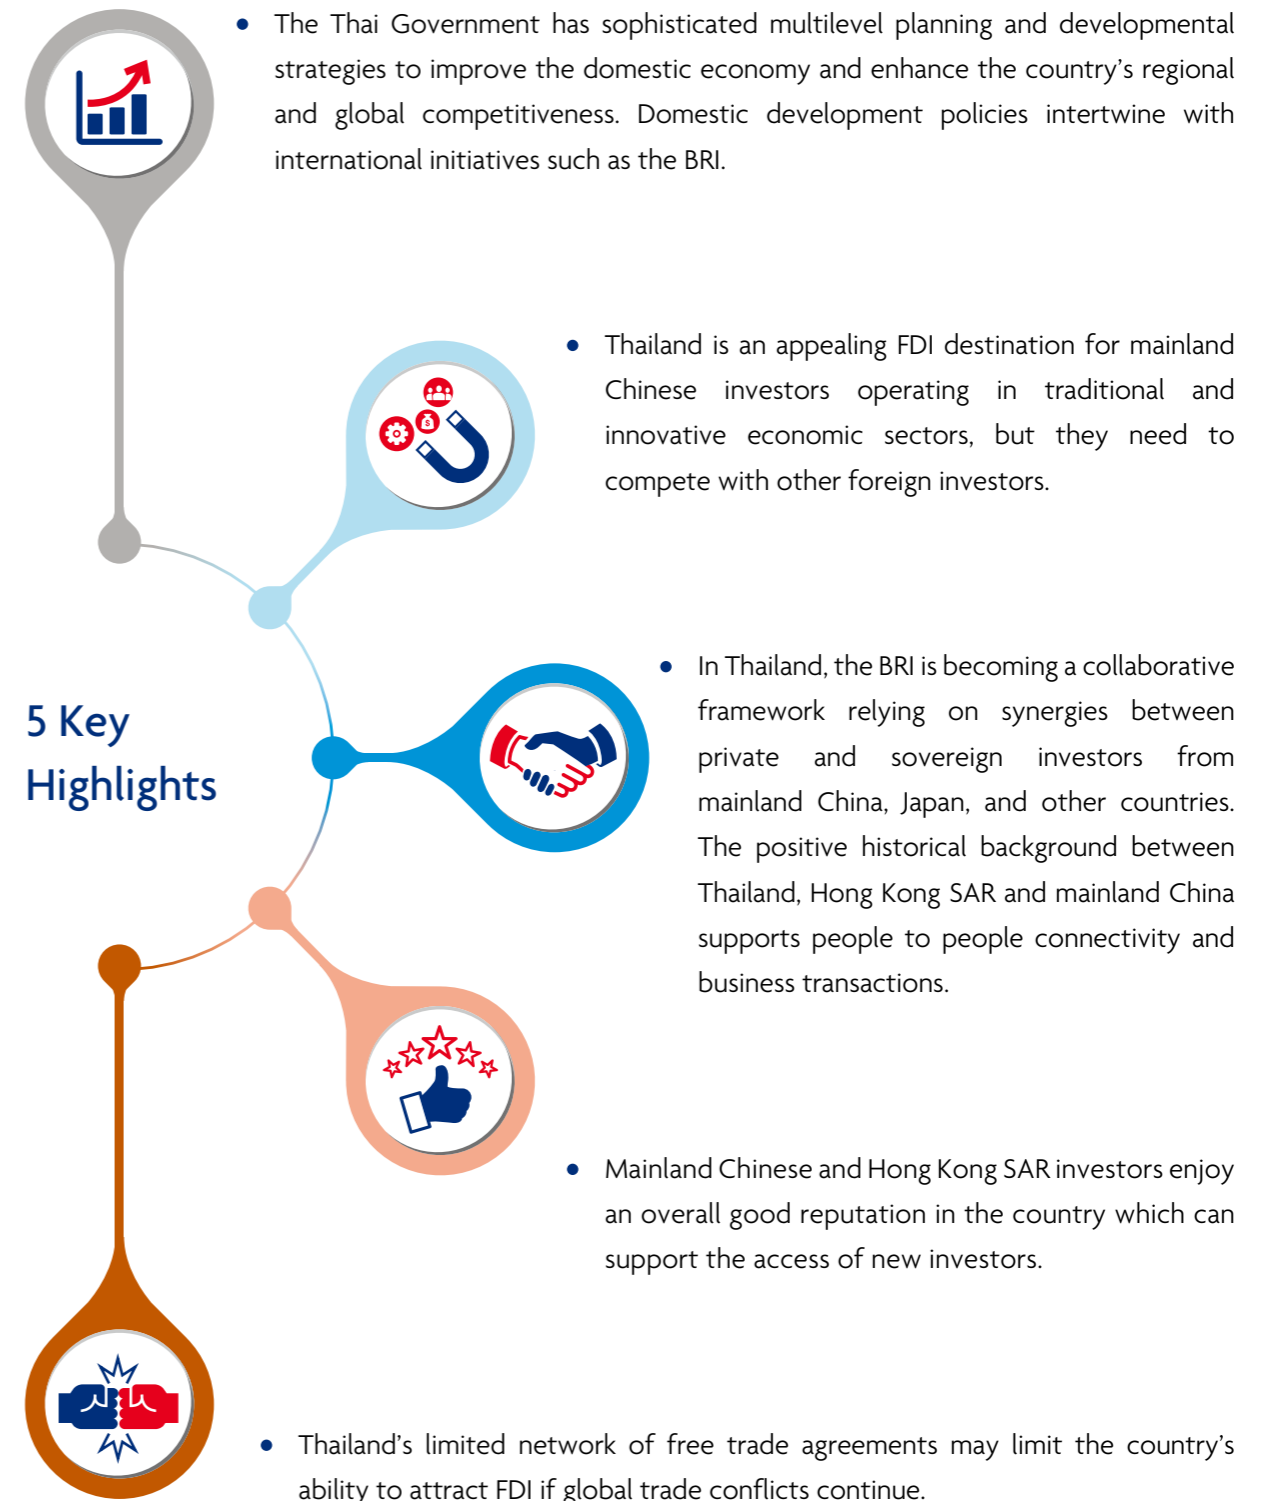 • The Thai Government has sophisticated multilevel planning and developmental
strategies to improve the domestic economy and enhance the country's regional
and global competitiveness. Domestic development policies intertwine with
international initiatives such as the BRI.
• Thailand is an appealing FDI destination for mainland
Chinese investors operating in traditional and
innovative economic sectors, but they need to
compete with other foreign investors.
5 Key
Highlights
• In Thailand, the BRI is becoming a collaborative
framework relying on synergies between
private and sovereign investors from
mainland China, Japan, and other countries.
The positive historical background between
Thailand, Hong Kong SAR and mainland China
supports people to people connectivity and
business transactions.
• Mainland Chinese and Hong Kong SAR investors enjoy
an overall good reputation in the country which can
support the access of new investors.
• Thailand's limited network of free trade agreements may limit the country's
ability to attract FDI if global trade conflicts continue.